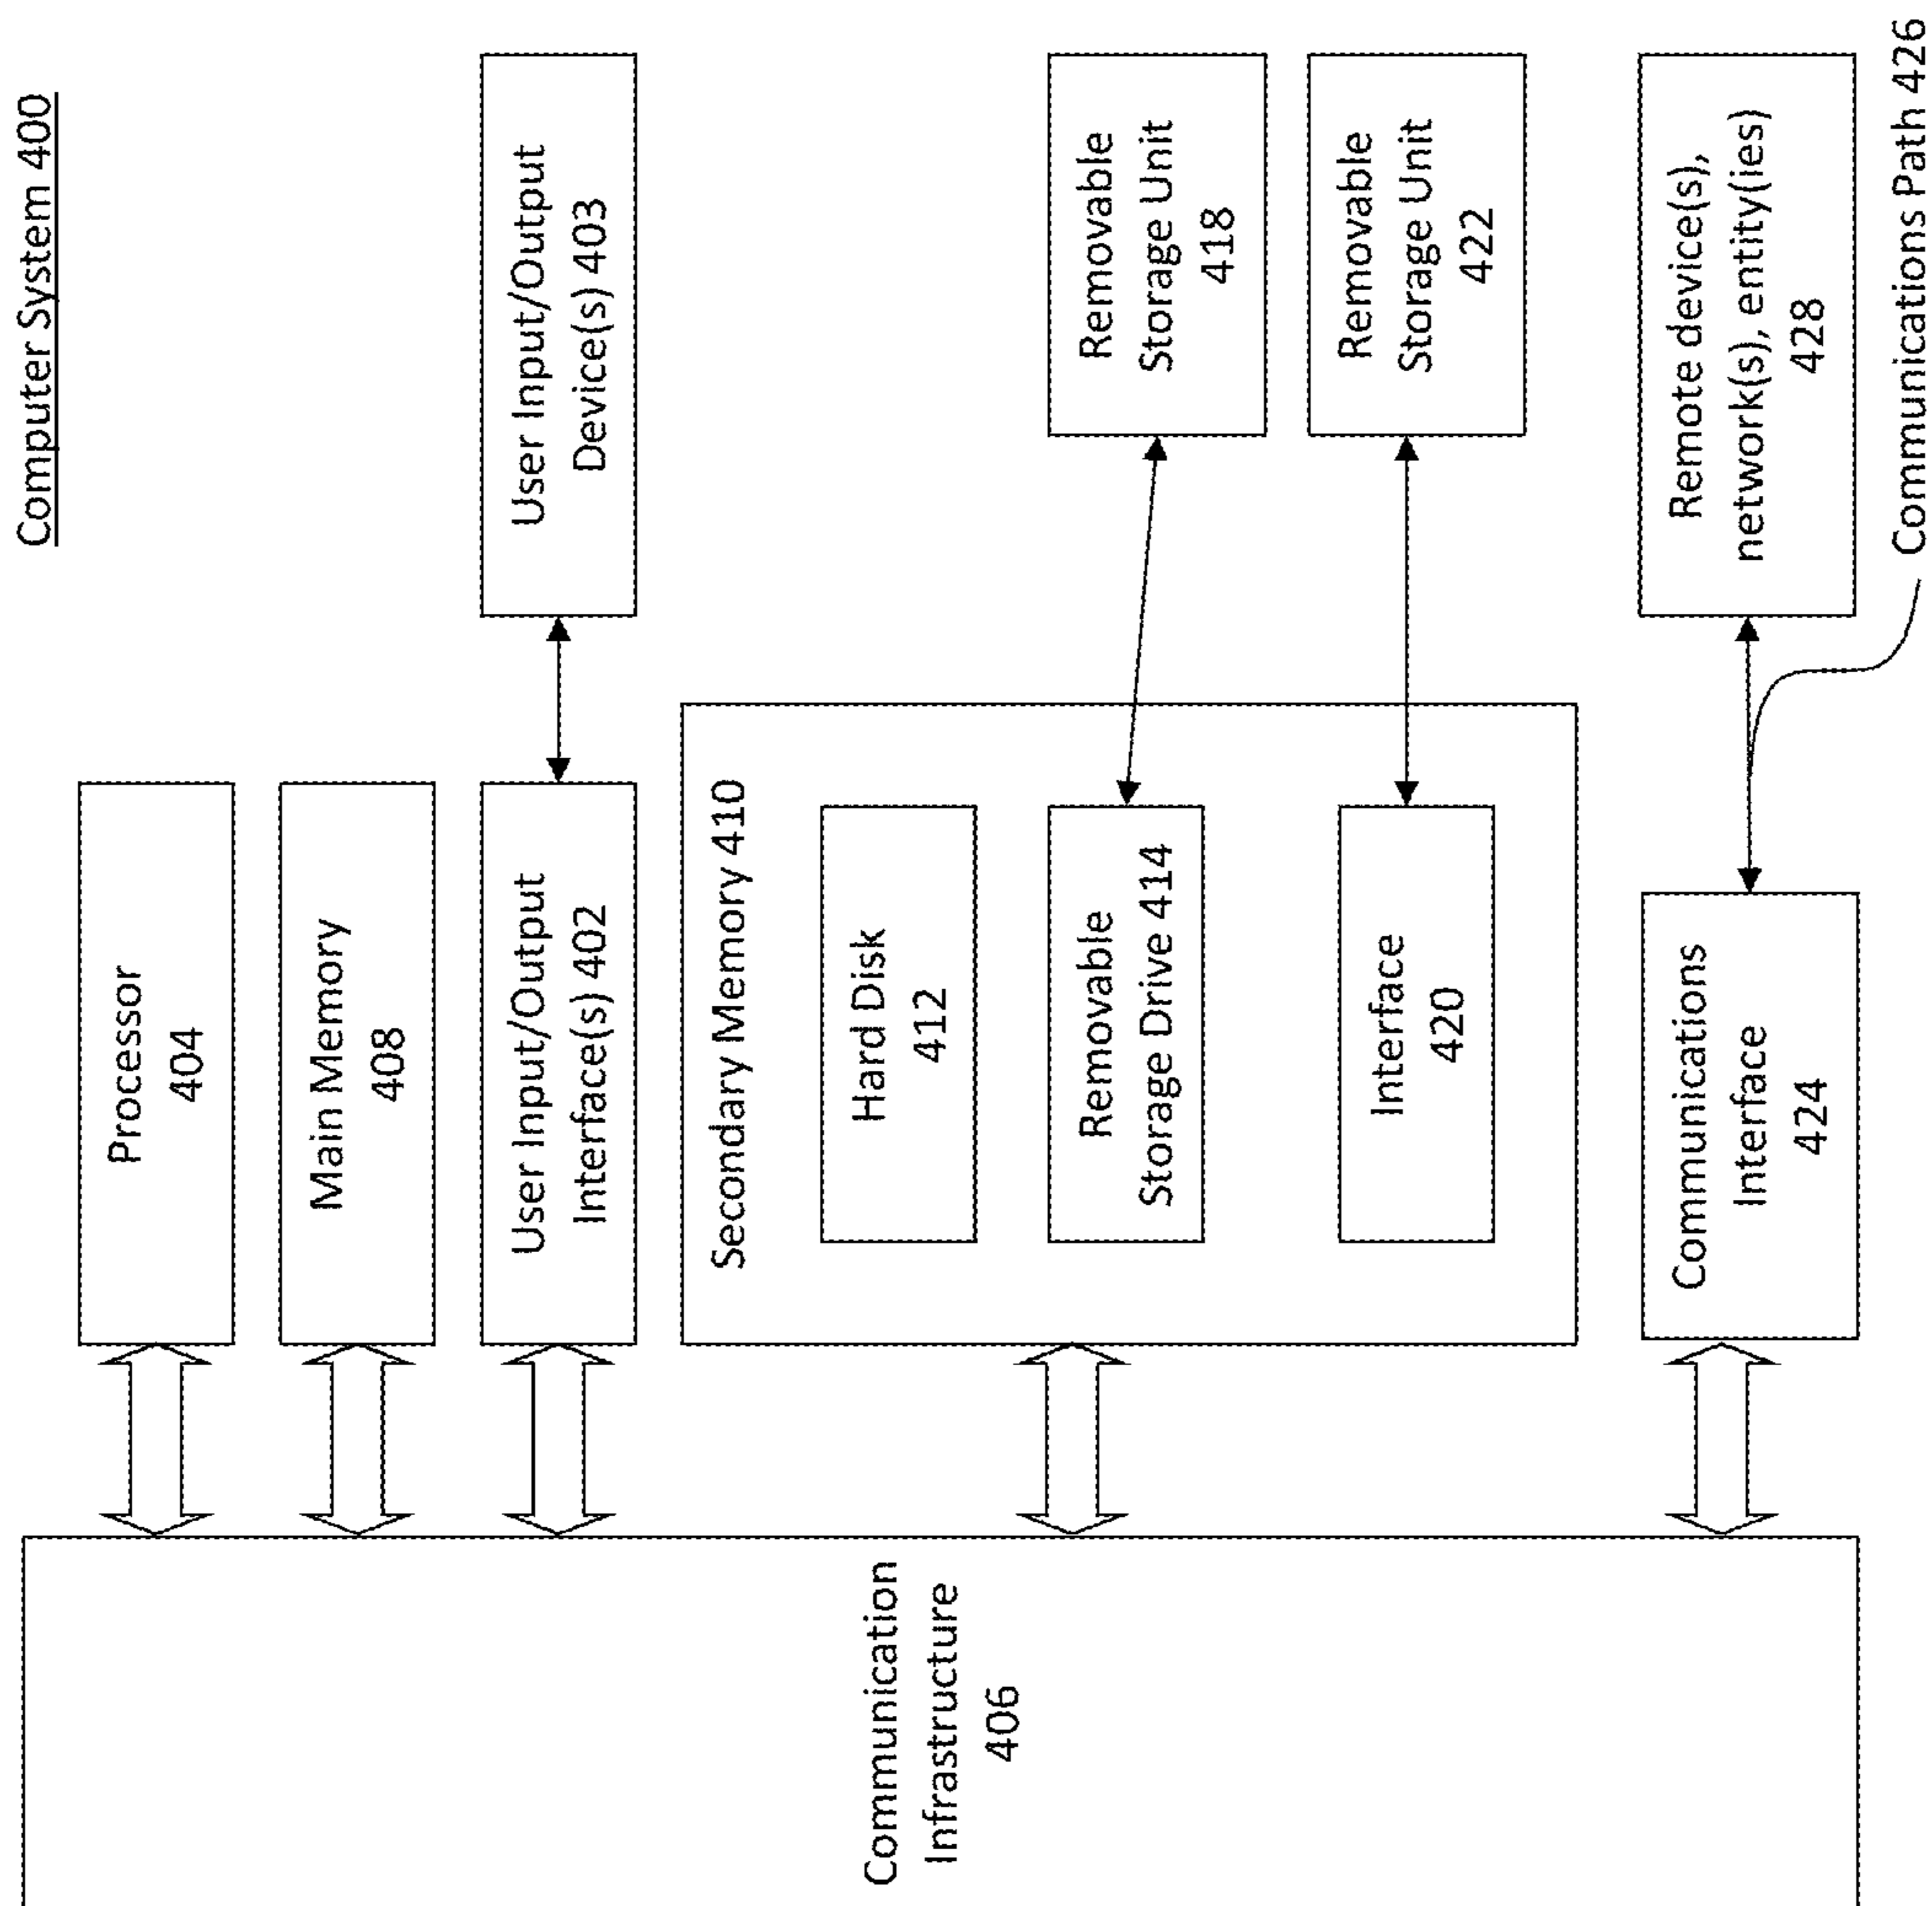 Computer System 400
Processor
404
Main Memory
408
User Input/Output
Interface(s) 402
User Input/Output
Device(s) 403
Communication
Infrastructure
406
Secondary Memory 410
Hard Disk
412
Removable
Storage Drive 414
Removable
Storage Unit
418
Interface
420
Removable
Storage Unit
422
Communications
Interface
424
Remote device(s),
network(s), entity(ies)
428
Communications Path 426